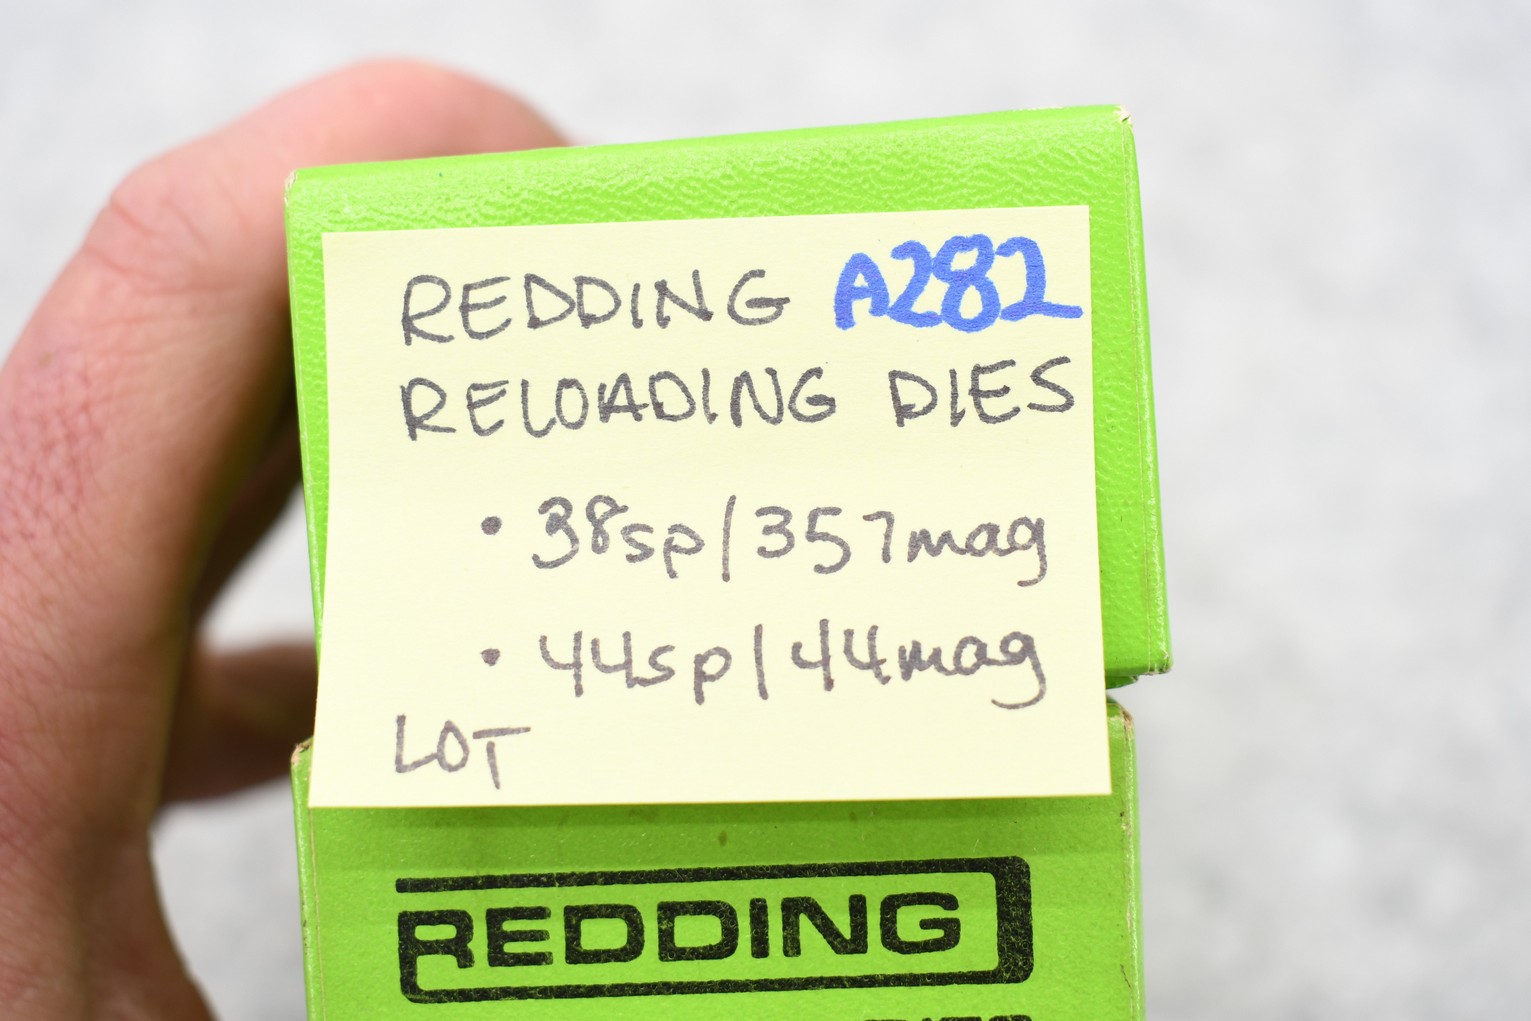 REDDING A282
RELOADING DIES
• 38sp/357mag
• 44sp/44mag
LOT
REDDING